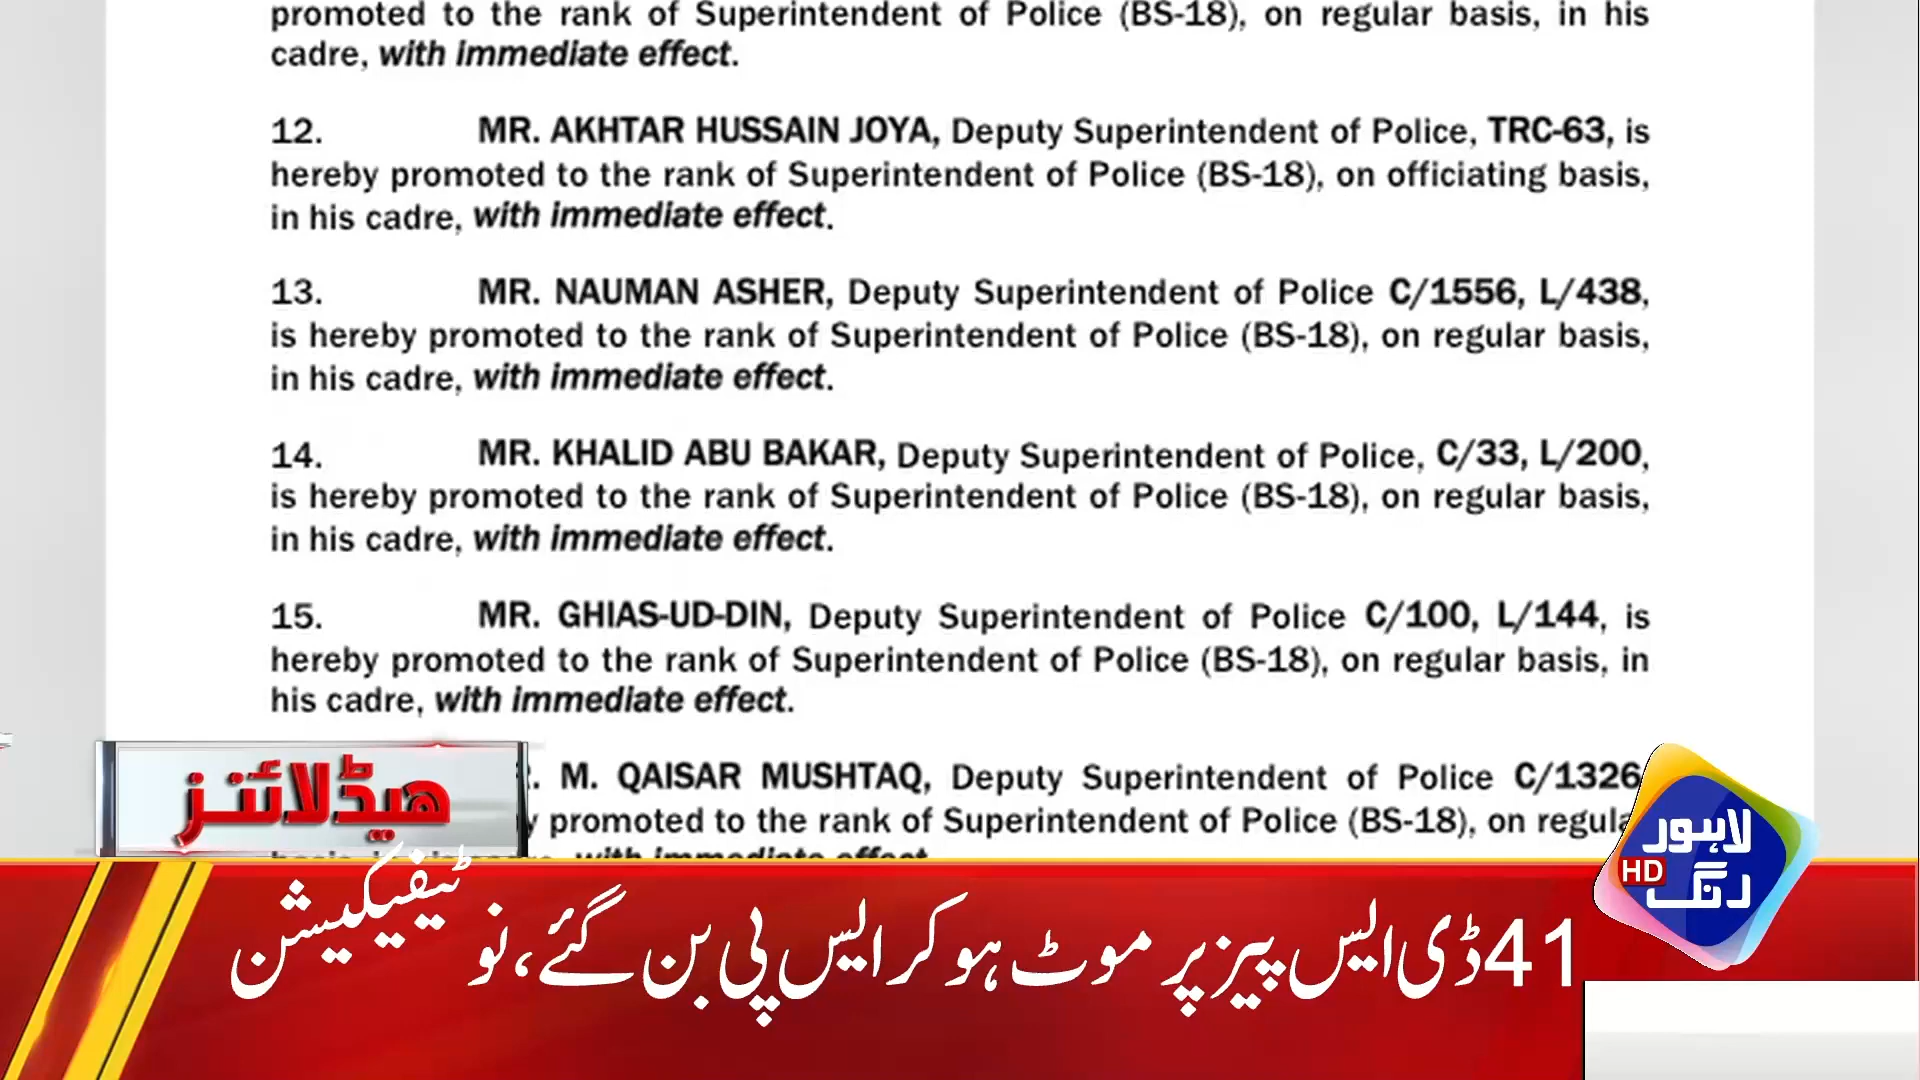 promoted to the rank of Superintendent of Police (BS-18), on regular basis, in his
cadre, with immediate effect.
12. MR. AKHTAR HUSSAIN JOYA, Deputy Superintendent of Police, TRC-63, is
hereby promoted to the rank of Superintendent of Police (BS-18), on officiating basis,
in his cadre, with immediate effect.
13. MR. NAUMAN ASHER, Deputy Superintendent of Police C/1556, L/438,
is hereby promoted to the rank of Superintendent of Police (BS-18), on regular basis,
in his cadre, with immediate effect.
14. MR. KHALID ABU BAKAR, Deputy Superintendent of Police, C/33, L/200,
is hereby promoted to the rank of Superintendent of Police (BS-18), on regular basis,
in his cadre, with immediate effect.
15. MR. GHIAS-UD-DIN, Deputy Superintendent of Police C/100, L/144, is
hereby promoted to the rank of Superintendent of Police (BS-18), on regular basis, in
his cadre, with immediate effect.
M. QAISAR MUSHTAQ, Deputy Superintendent of Police C/1326
promoted to the rank of Superintendent of Police (BS-18), on
with immediate effect
ہیڈلائنز
لاہور
رنگ
HD
41 ڈی ایس پیز پر موٹ ہو کر ایس پی بن گئے، نوٹیفیکیشن